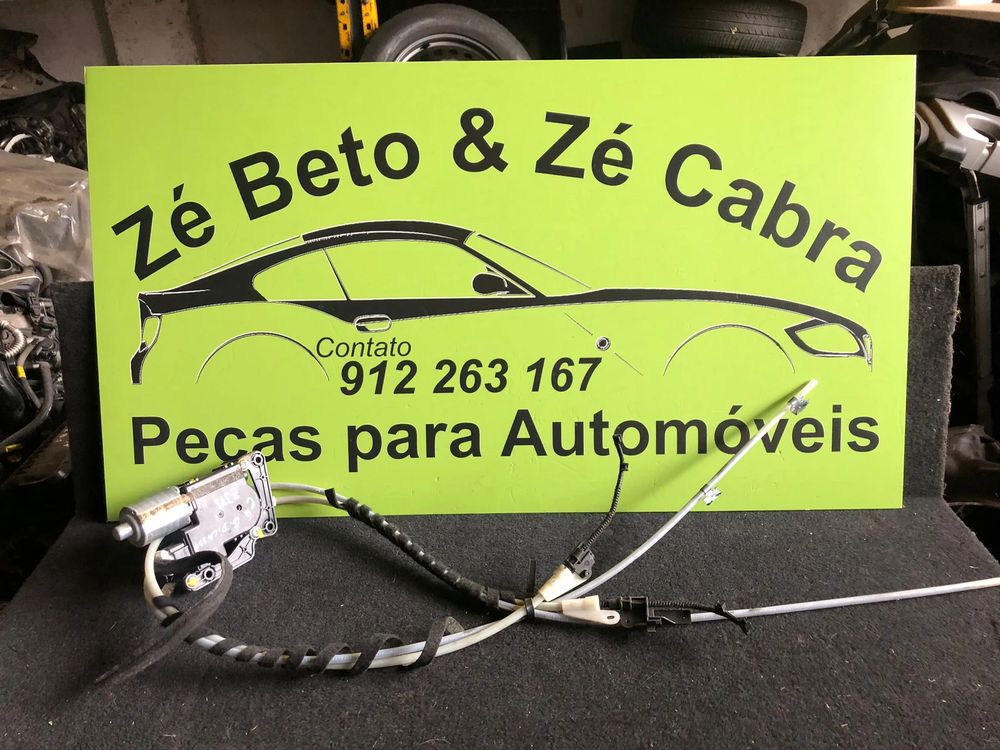 Zé Beto & Zé Cabra
Contato
912 263 167
Peças para Automóveis